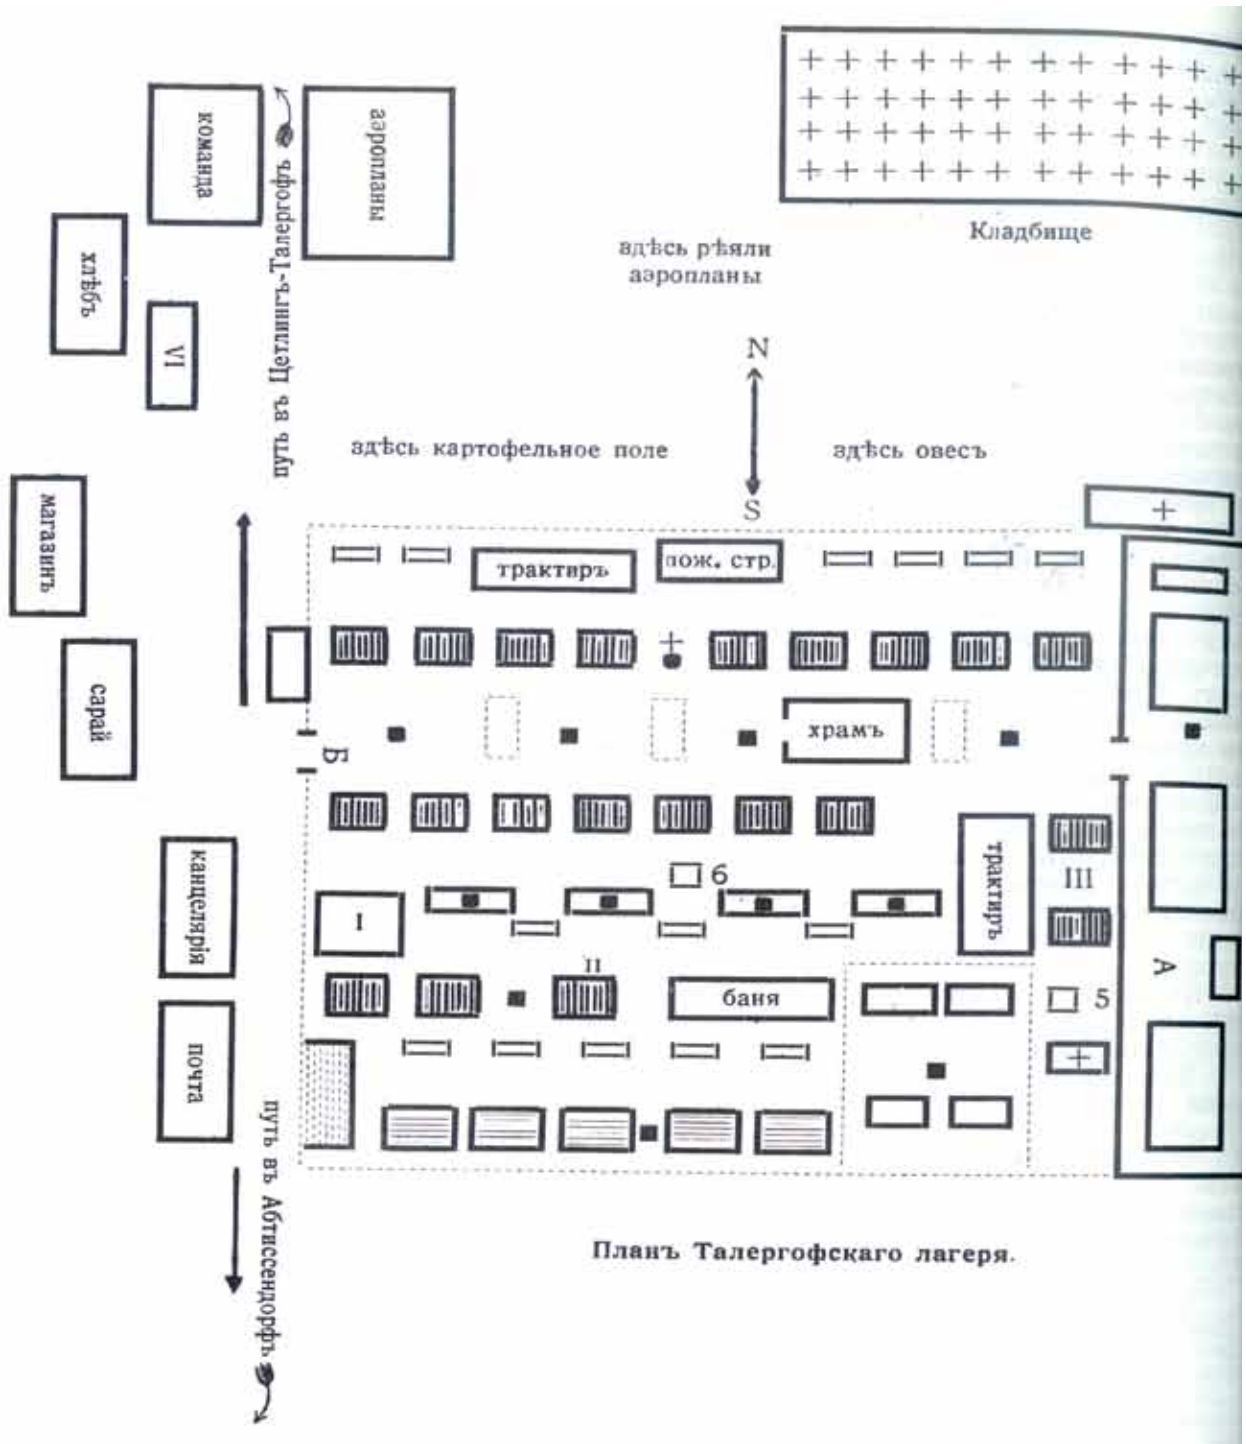 команда
аэропланы
путь въ Цетлингъ-Талергофъ
хлѣбъ
VI
Кладбище
здѣсь рѣяли
аэропланы
N
здѣсь картофельное поле
здѣсь овесъ
S
магазинъ
трактиръ
пож. стр.
сарай
Б
храмъ
канцелярія
I
6
трактиръ
III
II
баня
А
5
почта
путь въ Абтиссендорфъ
Планъ Талергофскаго лагеря.